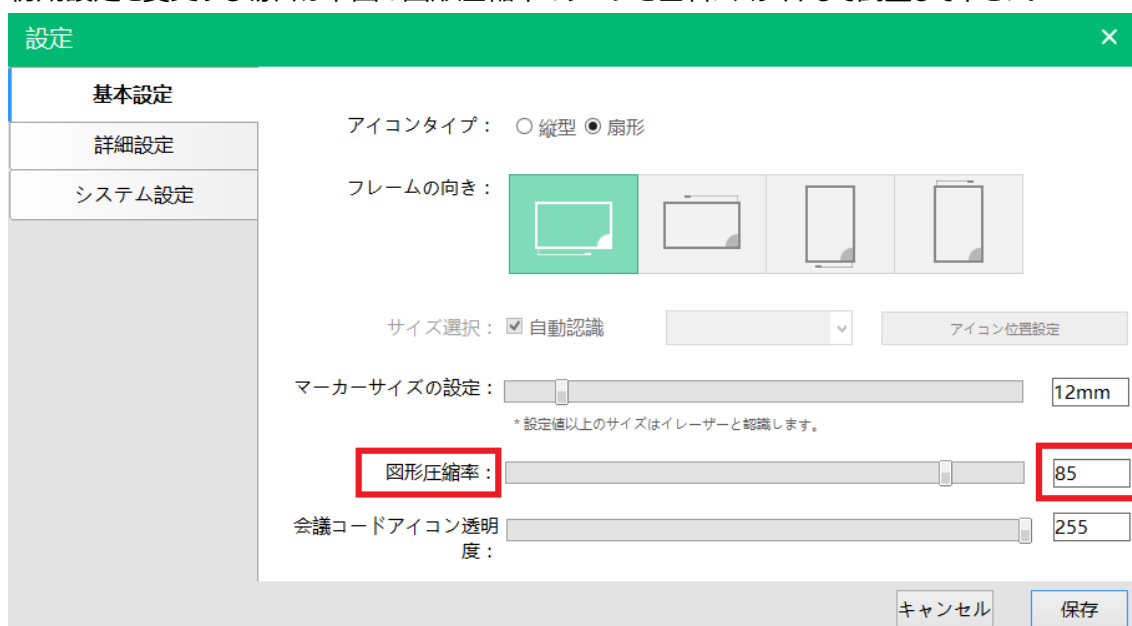 設定 ×
基本設定
詳細設定
システム設定
アイコンタイプ： 縦型 扇形
フレームの向き：
サイズ選択： 自動認識 アイコン位置設定
マーカーサイズの設定： 12mm
*設定値以上のサイズはイレーザーと認識します。
図形圧縮率： 85
会議コードアイコン透明 255
度：
キャンセル 保存